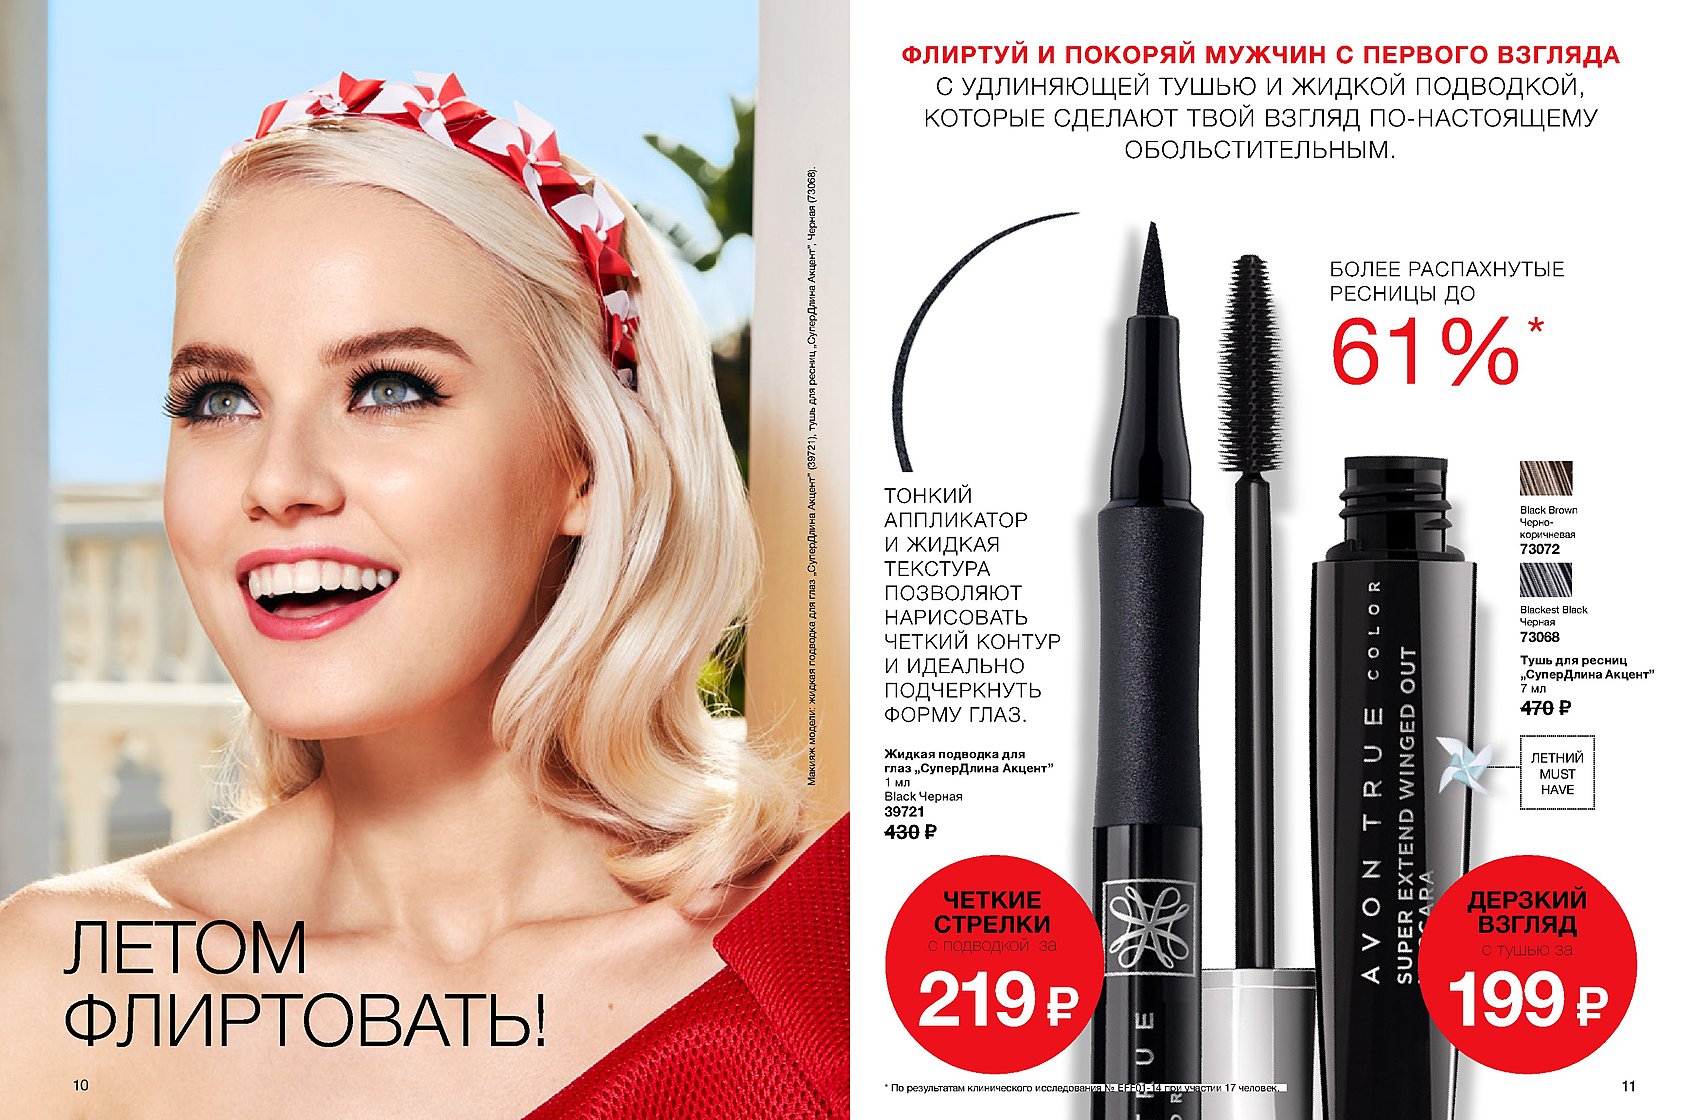 ЛЕТОМ
ФЛИРТОВАТЬ!
10
Макияж модели: жидкая подводка для глаз „СуперДлина Акцент” (39721), тушь для ресниц „СуперДлина Акцент”, Черная (73068).
ФЛИРТУЙ И ПОКОРЯЙ МУЖЧИН С ПЕРВОГО ВЗГЛЯДА
С УДЛИНЯЮЩЕЙ ТУШЬЮ И ЖИДКОЙ ПОДВОДКОЙ,
КОТОРЫЕ СДЕЛАЮТ ТВОЙ ВЗГЛЯД ПО-НАСТОЯЩЕМУ
ОБОЛЬСТИТЕЛЬНЫМ.
БОЛЕЕ РАСПАХНУТЫЕ
РЕСНИЦЫ ДО
61%*
ТОНКИЙ
АППЛИКАТОР
И ЖИДКАЯ
ТЕКСТУРА
ПОЗВОЛЯЮТ
НАРИСОВАТЬ
ЧЕТКИЙ КОНТУР
И ИДЕАЛЬНО
ПОДЧЕРКНУТЬ
ФОРМУ ГЛАЗ.
Жидкая подводка для
глаз „СуперДлина Акцент”
1 мл
Black Черная
39721
430 ₽
ЧЕТКИЕ
СТРЕЛКИ
с подводкой за
219 ₽
Black Brown
Черно-
коричневая
73072
Blackest Black
Черная
73068
Тушь для ресниц
„СуперДлина Акцент”
7 мл
470 ₽
ЛЕТНИЙ
MUST
HAVE
AVON TRUE COLOR
SUPER EXTEND WINGED OUT
ДЕРЗКИЙ
ВЗГЛЯД
с тушью за
199 ₽
* По результатам клинического исследования № EFF01-14 при участии 17 человек.
11